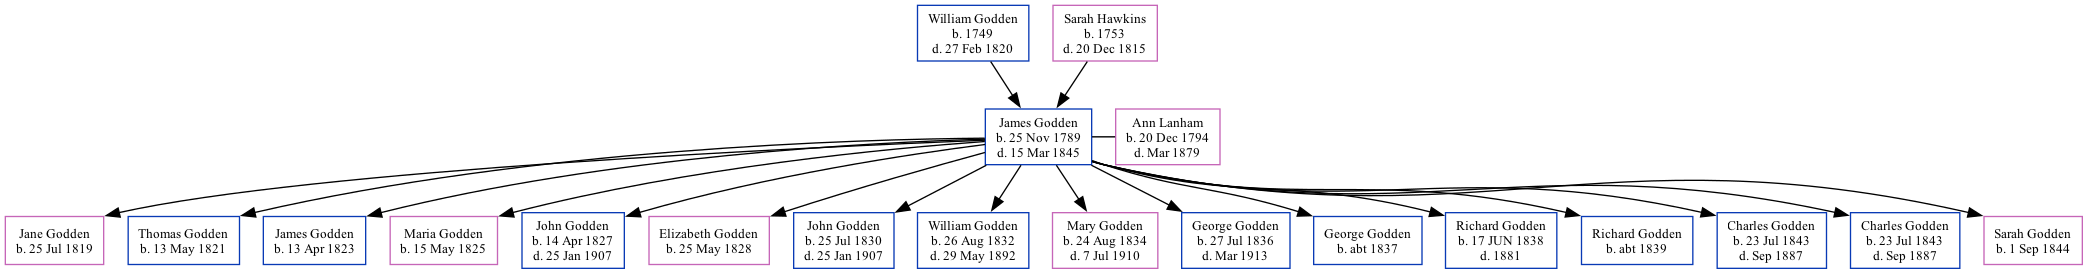 William Godden
b. 1749
d. 27 Feb 1820
Sarah Hawkins
b. 1753
d. 20 Dec 1815
James Godden
b. 25 Nov 1789
d. 15 Mar 1845
Ann Lanham
b. 20 Dec 1794
d. Mar 1879
Jane Godden
b. 25 Jul 1819
Thomas Godden
b. 13 May 1821
James Godden
b. 13 Apr 1823
Maria Godden
b. 15 May 1825
John Godden
b. 14 Apr 1827
d. 25 Jan 1907
Elizabeth Godden
b. 25 May 1828
John Godden
b. 25 Jul 1830
d. 25 Jan 1907
William Godden
b. 26 Aug 1832
d. 29 May 1892
Mary Godden
b. 24 Aug 1834
d. 7 Jul 1910
George Godden
b. 27 Jul 1836
d. Mar 1913
George Godden
b. abt 1837
Richard Godden
b. 17 JUN 1838
d. 1881
Richard Godden
b. abt 1839
Charles Godden
b. 23 Jul 1843
d. Sep 1887
Charles Godden
b. 23 Jul 1843
d. Sep 1887
Sarah Godden
b. 1 Sep 1844